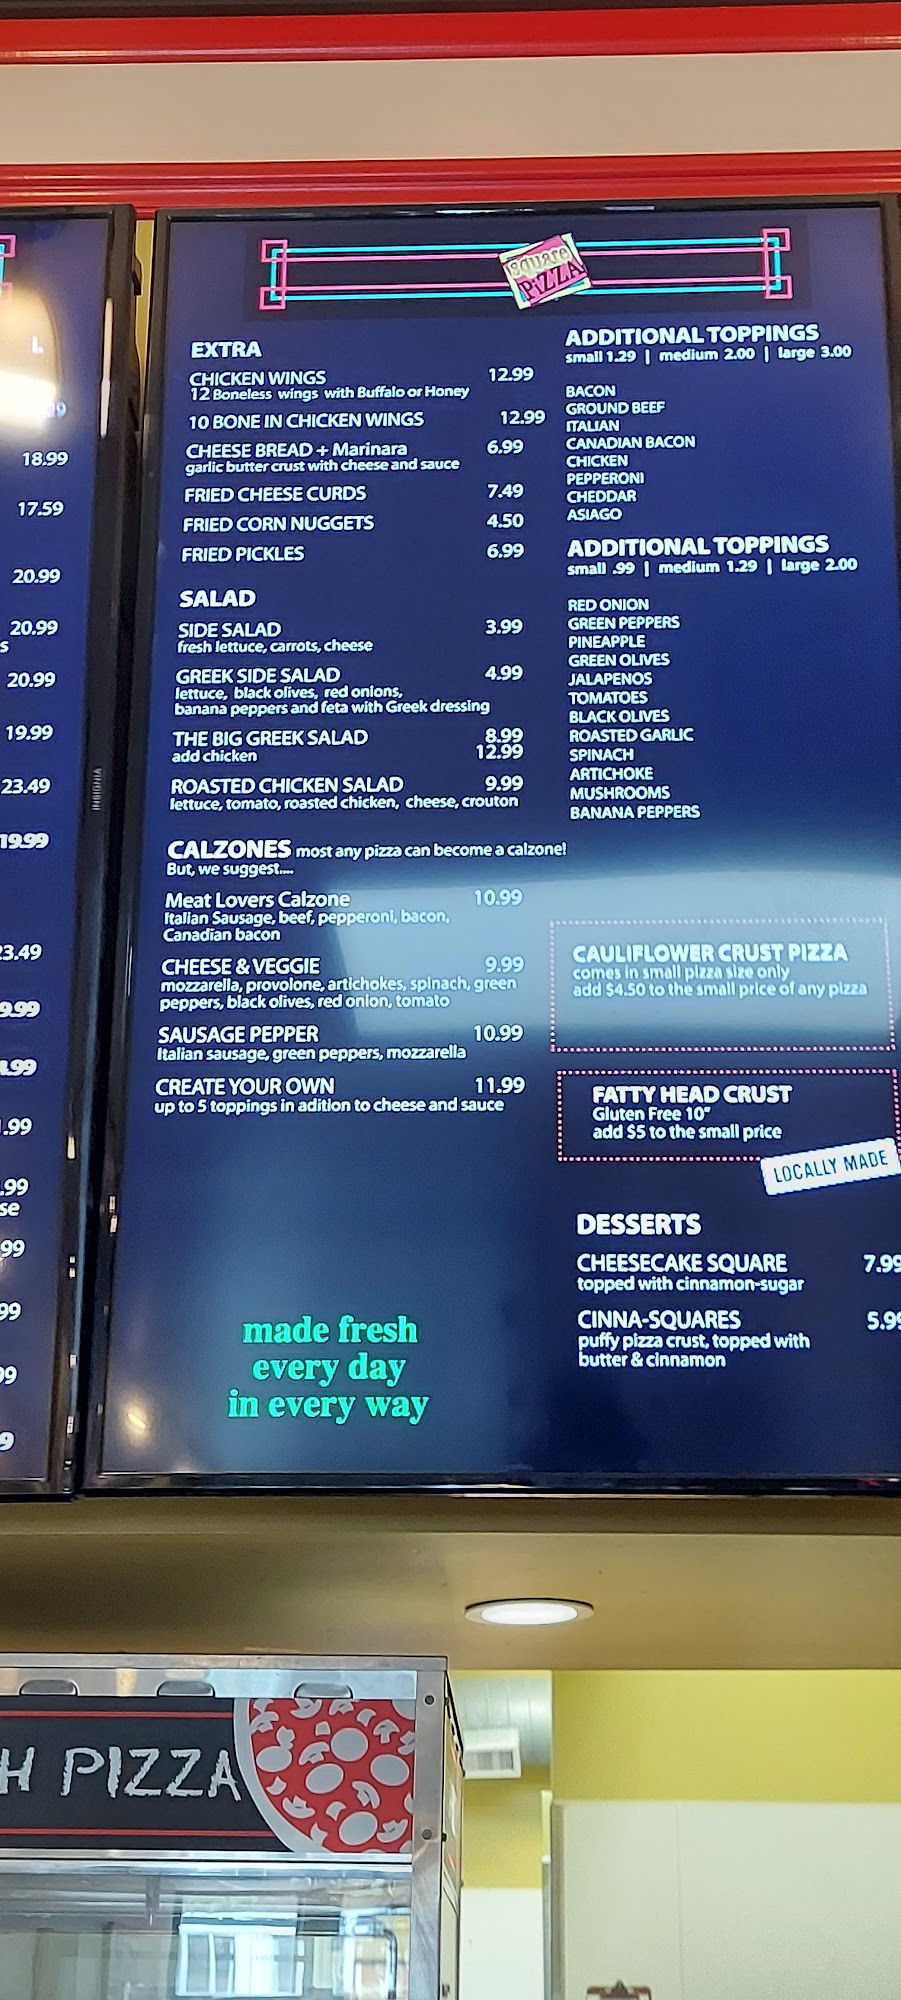 L
18.99
17.59
20.99
20.99
s
20.99
19.99
23.49
19.99
23.49
9.99
.99
.99
.99
se
99
99
99
9
INSIGNIA
square
PiZZA
EXTRA
CHICKEN WINGS 12.99
12 Boneless wings with Buffalo or Honey
10 BONE IN CHICKEN WINGS 12.99
CHEESE BREAD + Marinara 6.99
garlic butter crust with cheese and sauce
FRIED CHEESE CURDS 7.49
FRIED CORN NUGGETS 4.50
FRIED PICKLES 6.99
SALAD
SIDE SALAD 3.99
fresh lettuce, carrots, cheese
GREEK SIDE SALAD 4.99
lettuce, black olives, red onions,
banana peppers and feta with Greek dressing
THE BIG GREEK SALAD 8.99
add chicken 12.99
ROASTED CHICKEN SALAD 9.99
lettuce, tomato, roasted chicken, cheese, crouton
CALZONES most any pizza can become a calzone!
But, we suggest....
Meat Lovers Calzone 10.99
Italian Sausage, beef, pepperoni, bacon,
Canadian bacon
CHEESE & VEGGIE 9.99
mozzarella, provolone, artichokes, spinach, green
peppers, black olives, red onion, tomato
SAUSAGE PEPPER 10.99
Italian sausage, green peppers, mozzarella
CREATE YOUR OWN 11.99
up to 5 toppings in adition to cheese and sauce
made fresh
every day
in every way
ADDITIONAL TOPPINGS
small 1.29 | medium 2.00 | large 3.00
BACON
GROUND BEEF
ITALIAN
CANADIAN BACON
CHICKEN
PEPPERONI
CHEDDAR
ASIAGO
ADDITIONAL TOPPINGS
small .99 | medium 1.29 | large 2.00
RED ONION
GREEN PEPPERS
PINEAPPLE
GREEN OLIVES
JALAPENOS
TOMATOES
BLACK OLIVES
ROASTED GARLIC
SPINACH
ARTICHOKE
MUSHROOMS
BANANA PEPPERS
CAULIFLOWER CRUST PIZZA
comes in small pizza size only
add $4.50 to the small price of any pizza
FATTY HEAD CRUST
Gluten Free 10"
add $5 to the small price
LOCALLY MADE
DESSERTS
CHEESECAKE SQUARE 7.99
topped with cinnamon-sugar
CINNA-SQUARES 5.99
puffy pizza crust, topped with
butter & cinnamon
H PIZZA